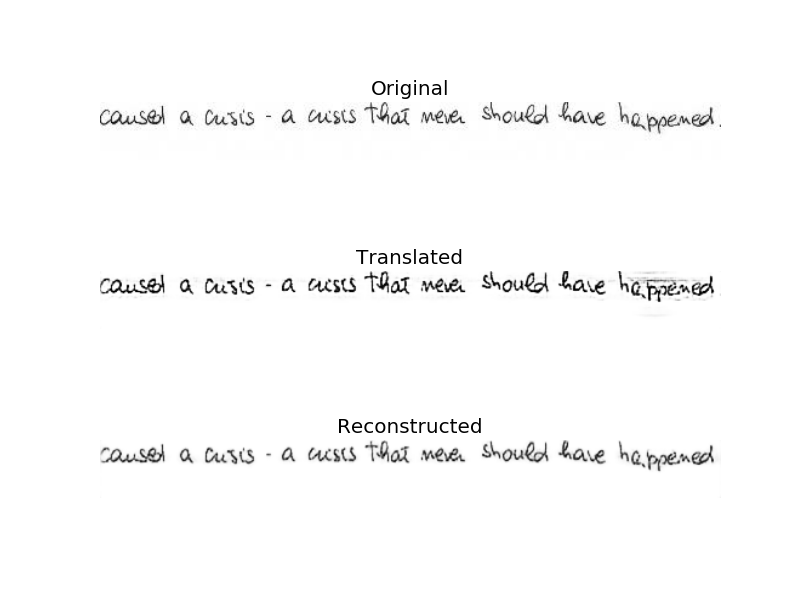 Original
caused a crisis - a crisis that never should have happened.
Translated
caused a crisis - a crisis that never should have happened
Reconstructed
caused a crisis - a crisis that never should have happened